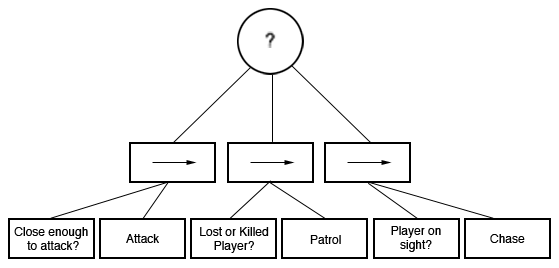 ?
Close enough
to attack?
Attack
Lost or Killed
Player?
Patrol
Player on
sight?
Chase